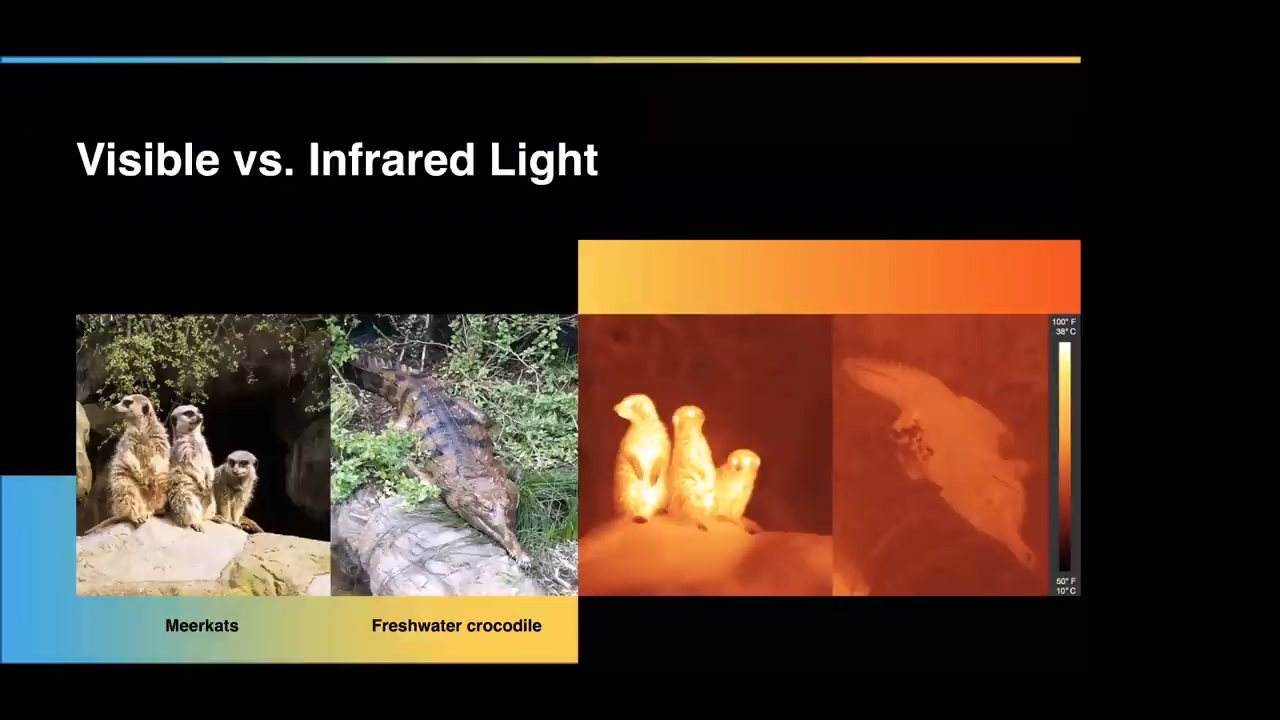 Visible vs. Infrared Light
100° F
38° C
50° F
10° C
Meerkats
Freshwater crocodile